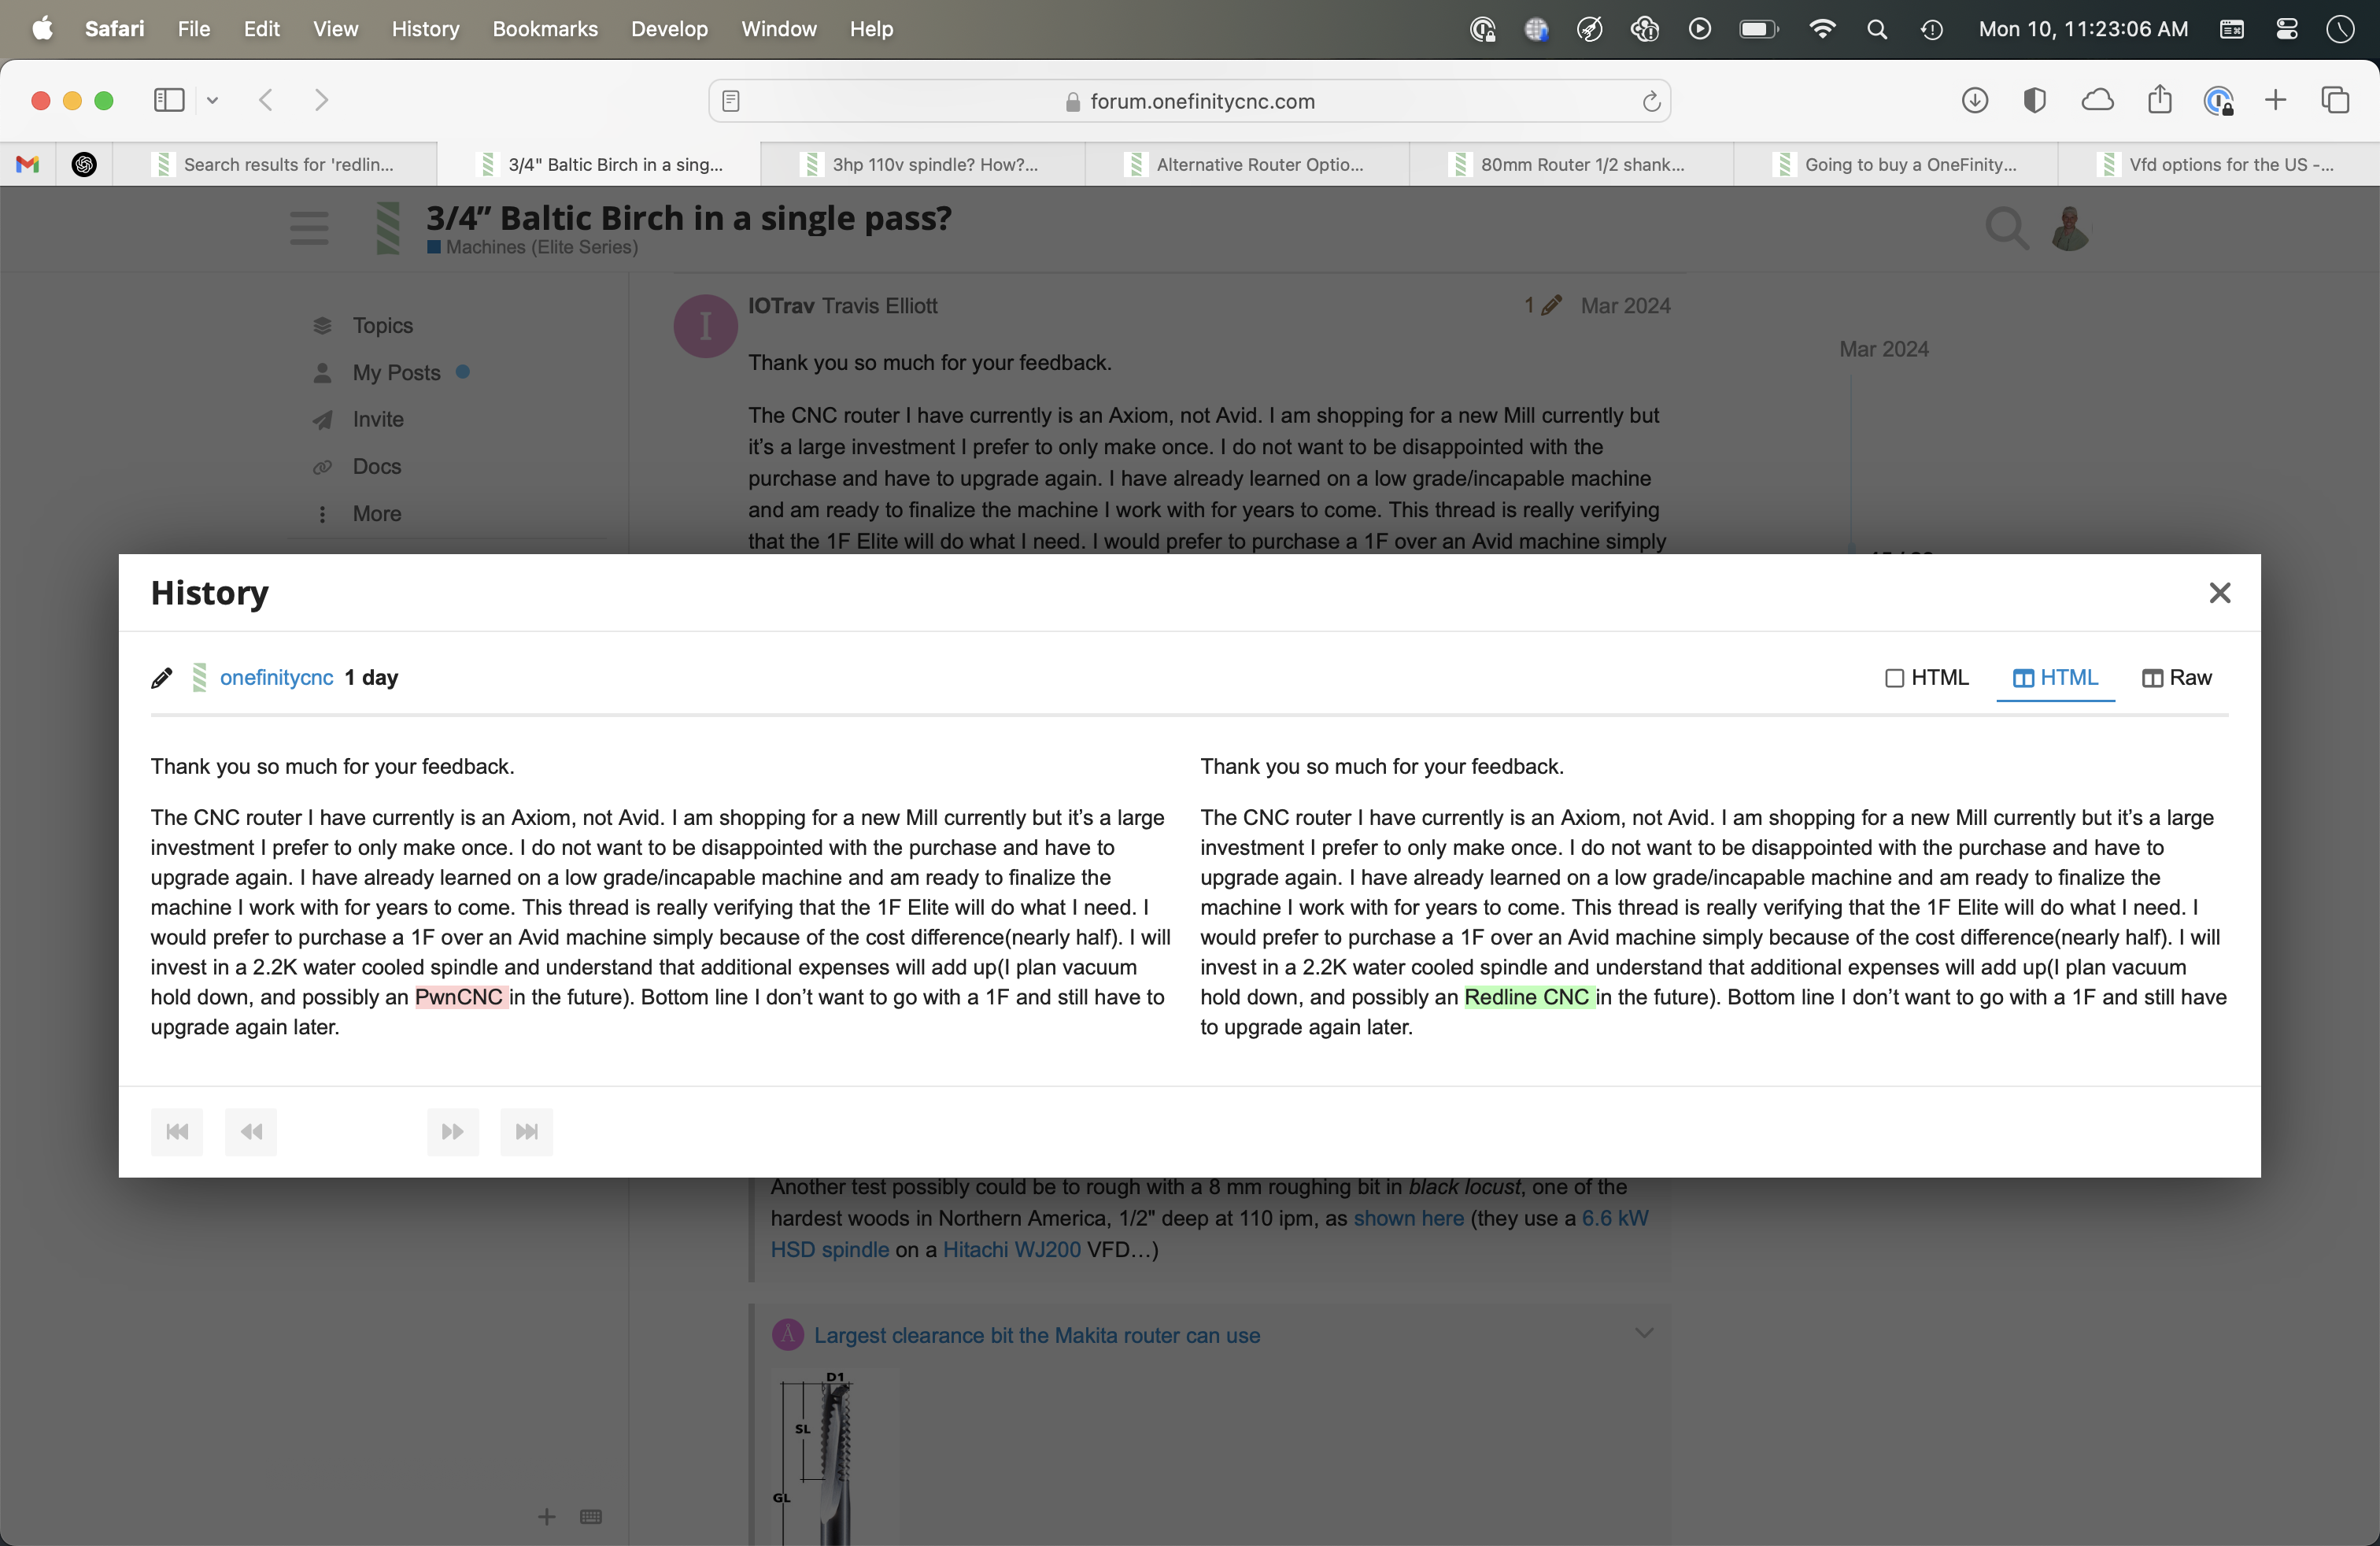 Safari File Edit View History Bookmarks Develop Window Help
Mon 10, 11:23:06 AM
forum.onefinitycnc.com
Search results for 'redlin...
3/4" Baltic Birch in a sing...
3hp 110v spindle? How?...
Alternative Router Optio...
80mm Router 1/2 shank...
Going to buy a OneFinity...
Vfd options for the US -...
3/4” Baltic Birch in a single pass?
Machines (Elite Series)
Topics
My Posts
Invite
Docs
More
I
IOTrav Travis Elliott
1
Mar 2024
Thank you so much for your feedback.
The CNC router I have currently is an Axiom, not Avid. I am shopping for a new Mill currently but
it’s a large investment I prefer to only make once. I do not want to be disappointed with the
purchase and have to upgrade again. I have already learned on a low grade/incapable machine
and am ready to finalize the machine I work with for years to come. This thread is really verifying
that the 1F Elite will do what I need. I would prefer to purchase a 1F over an Avid machine simply
Mar 2024
History
onefinitycnc 1 day
HTML
HTML
Raw
Thank you so much for your feedback.
The CNC router I have currently is an Axiom, not Avid. I am shopping for a new Mill currently but it’s a large
investment I prefer to only make once. I do not want to be disappointed with the purchase and have to
upgrade again. I have already learned on a low grade/incapable machine and am ready to finalize the
machine I work with for years to come. This thread is really verifying that the 1F Elite will do what I need. I
would prefer to purchase a 1F over an Avid machine simply because of the cost difference(nearly half). I will
invest in a 2.2K water cooled spindle and understand that additional expenses will add up(I plan vacuum
hold down, and possibly an PwnCNC in the future). Bottom line I don’t want to go with a 1F and still have to
upgrade again later.
Thank you so much for your feedback.
The CNC router I have currently is an Axiom, not Avid. I am shopping for a new Mill currently but it’s a large
investment I prefer to only make once. I do not want to be disappointed with the purchase and have to
upgrade again. I have already learned on a low grade/incapable machine and am ready to finalize the
machine I work with for years to come. This thread is really verifying that the 1F Elite will do what I need. I
would prefer to purchase a 1F over an Avid machine simply because of the cost difference(nearly half). I will
invest in a 2.2K water cooled spindle and understand that additional expenses will add up(I plan vacuum
hold down, and possibly an Redline CNC in the future). Bottom line I don’t want to go with a 1F and still have
to upgrade again later.
Another test possibly could be to rough with a 8 mm roughing bit in black locust, one of the
hardest woods in Northern America, 1/2" deep at 110 ipm, as shown here (they use a 6.6 kW
HSD spindle on a Hitachi WJ200 VFD…)
Largest clearance bit the Makita router can use
D1
SL
GL